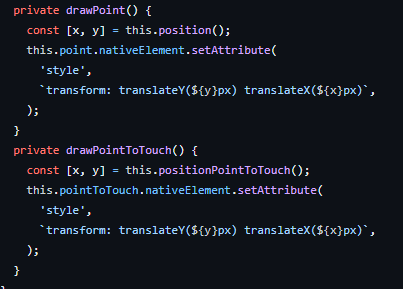 private drawPoint() {
const [x, y] = this.position();
this.point.nativeElement.setAttribute(
'style',
`transform: translateY(${y}px) translateX(${x}px)`,
);
}
private drawPointToTouch() {
const [x, y] = this.positionPointToTouch();
this.pointToTouch.nativeElement.setAttribute(
'style',
`transform: translateY(${y}px) translateX(${x}px)`,
);
}